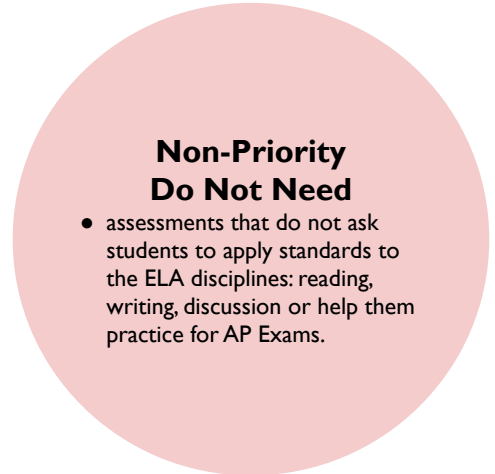 Non-Priority
Do Not Need
● assessments that do not ask
students to apply standards to
the ELA disciplines: reading,
writing, discussion or help them
practice for AP Exams.